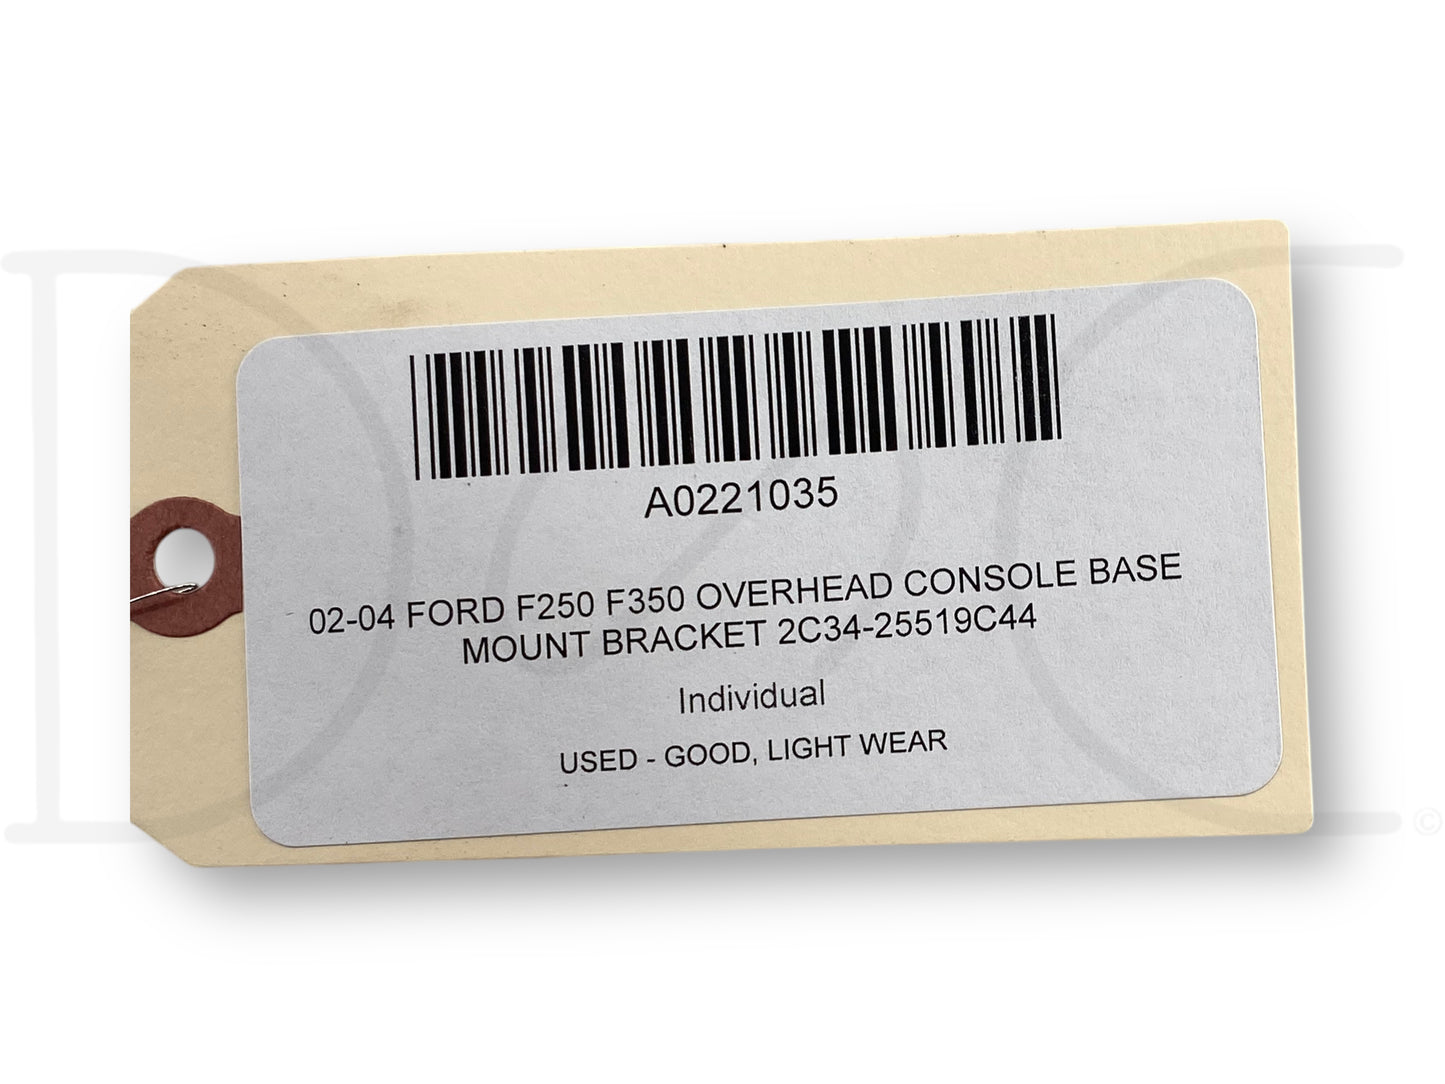 A0221035
02-04 FORD F250 F350 OVERHEAD CONSOLE BASE
MOUNT BRACKET 2C34-25519C44
Individual
USED - GOOD, LIGHT WEAR